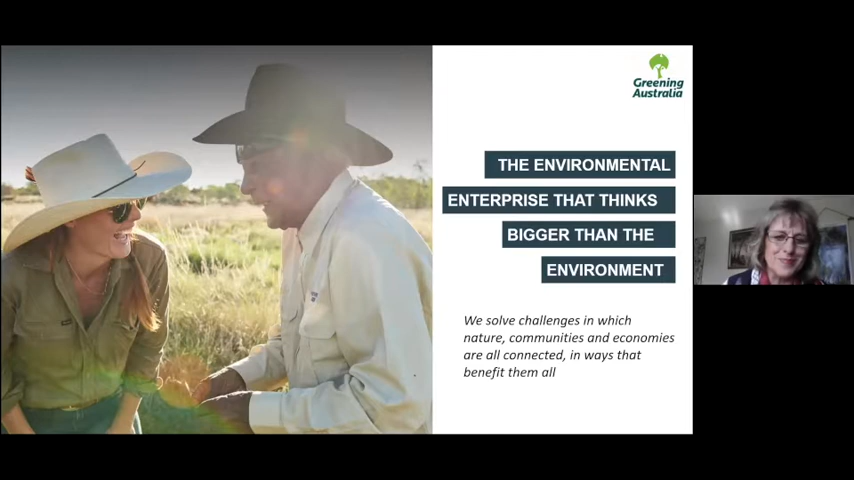 Greening
Australia
THE ENVIRONMENTAL
ENTERPRISE THAT THINKS
BIGGER THAN THE
ENVIRONMENT
We solve challenges in which
nature, communities and economies
are all connected, in ways that
benefit them all